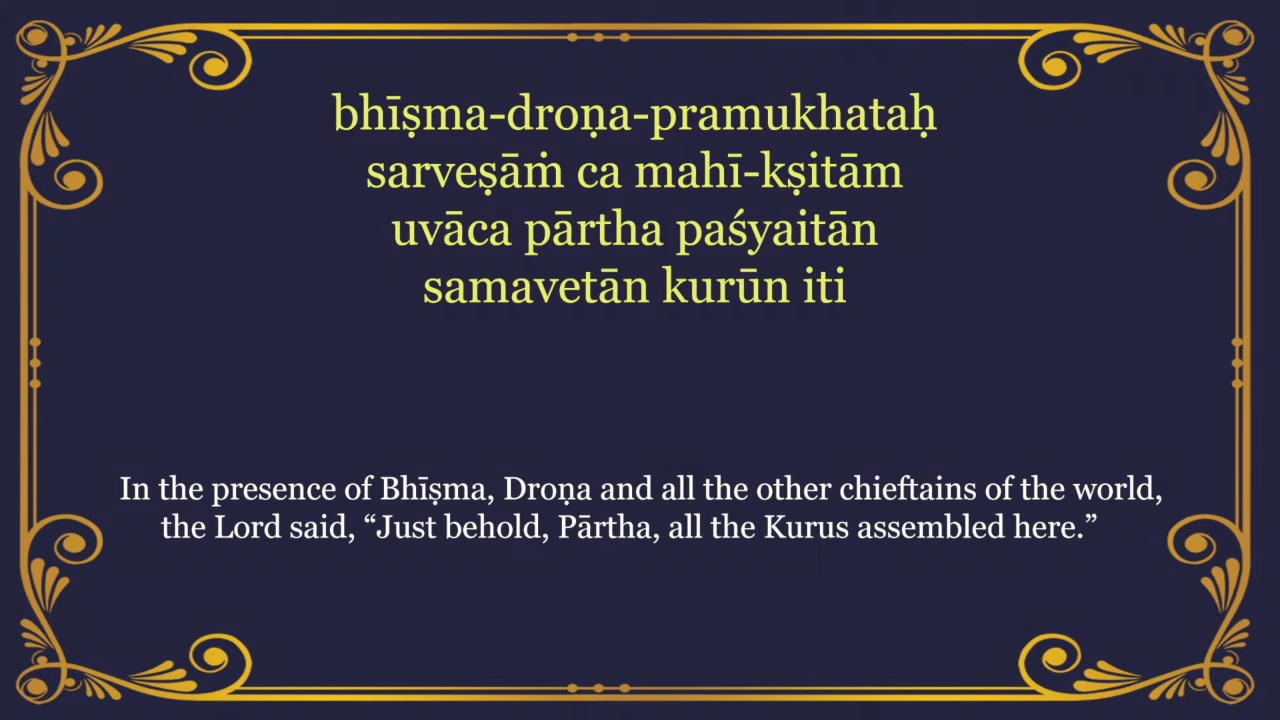 bhīṣma-droṇa-pramukhataḥ
sarveṣāṁ ca mahī-kṣitām
uvāca pārtha paśyaitān
samavetān kurūn iti
In the presence of Bhīṣma, Droṇa and all the other chieftains of the world,
the Lord said, “Just behold, Pārtha, all the Kurus assembled here.”